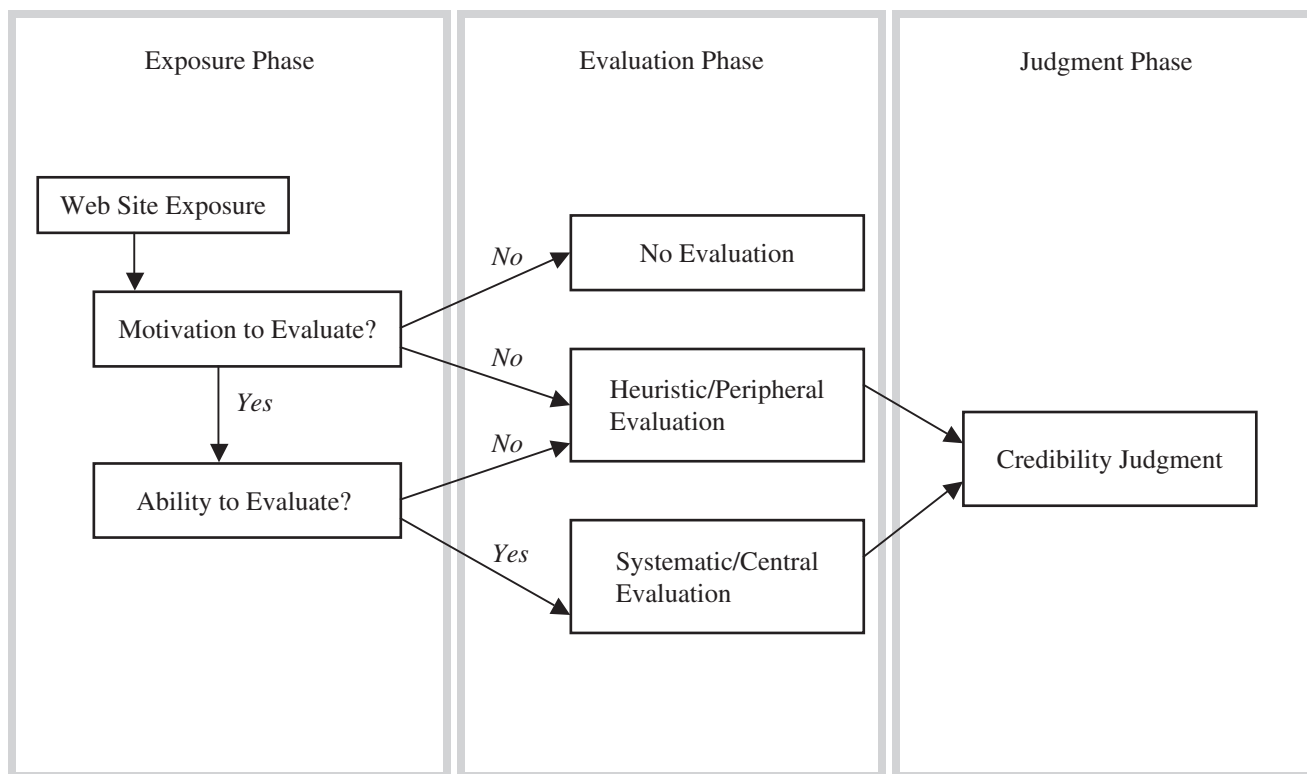 Exposure Phase
Evaluation Phase
Judgment Phase
Web Site Exposure
Motivation to Evaluate?
Yes
Ability to Evaluate?
No
No
No
Yes
No Evaluation
Heuristic/Peripheral
Evaluation
Systematic/Central
Evaluation
Credibility Judgment